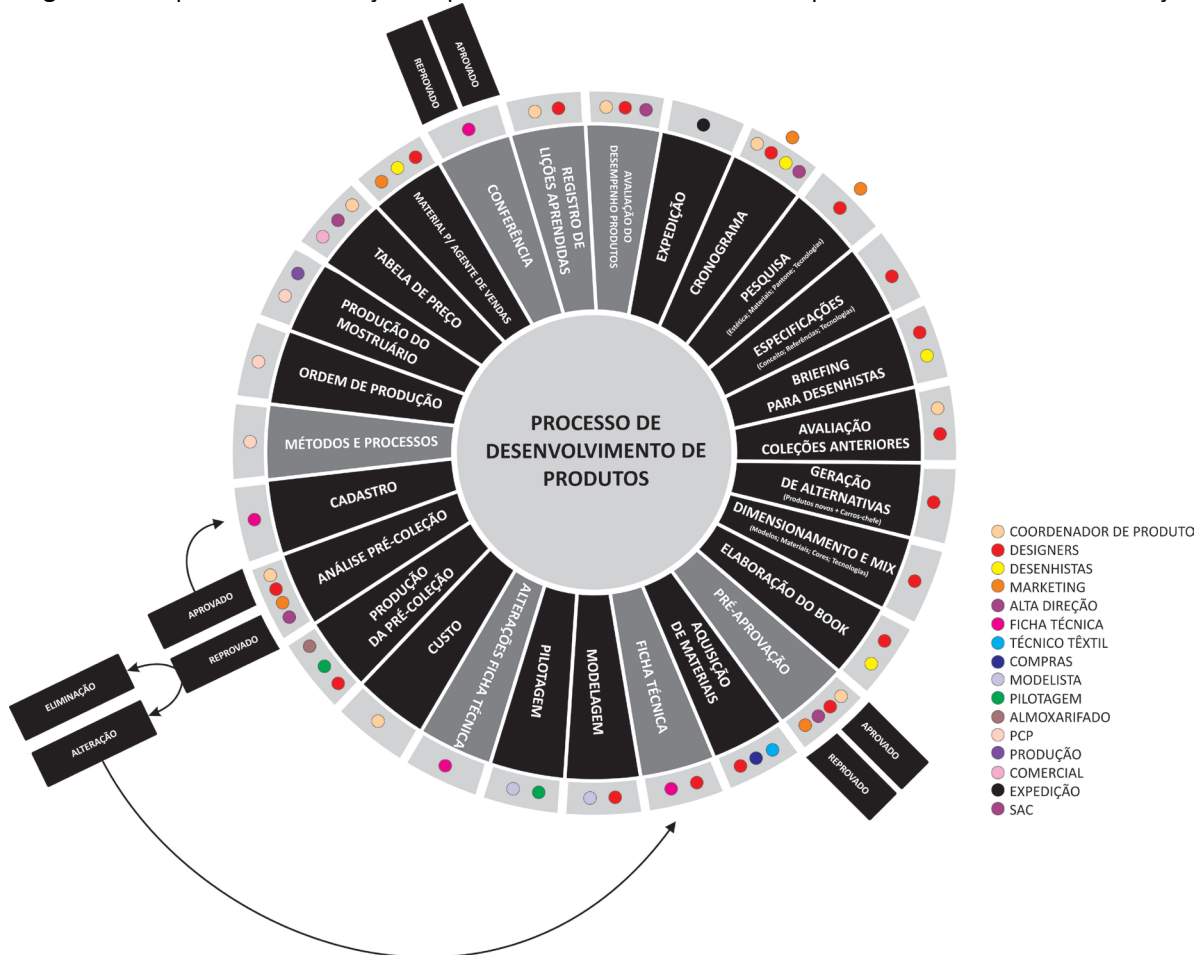 REPROVADO
APROVADO
PROCESSO DE
DESENVOLVIMENTO DE
PRODUTOS
CRONOGRAMA
PESQUISA
(Estética; Materiais; Pantone; Tecnologias)
ESPECIFICAÇÕES
(Conceito; Referências; Tecnologias)
BRIEFING
PARA DESENHISTAS
AVALIAÇÃO
COLEÇÕES ANTERIORES
GERAÇÃO
DE ALTERNATIVAS
(Produtos novos + Carros-chefe)
DIMENSIONAMENTO E MIX
(Modelos; Materiais; Cores; Tecnologias)
ELABORAÇÃO DO BOOK
PRÉ-APROVAÇÃO
APROVADO
REPROVADO
AQUISIÇÃO
DE MATERIAIS
FICHA TÉCNICA
MODELAGEM
PILOTAGEM
ALTERAÇÕES FICHA TÉCNICA
CUSTO
PRODUÇÃO
DA PRÉ-COLEÇÃO
ANÁLISE PRÉ-COLEÇÃO
APROVADO
REPROVADO
ELIMINAÇÃO
ALTERAÇÃO
CADASTRO
MÉTODOS E PROCESSOS
ORDEM DE PRODUÇÃO
PRODUÇÃO DO
MOSTRUÁRIO
TABELA DE PREÇO
MATERIAL P/ AGENTE DE VENDAS
CONFERÊNCIA
REGISTRO DE
LIÇÕES APRENDIDAS
AVALIAÇÃO DO
DESEMPENHO PRODUTOS
EXPEDIÇÃO
COORDENADOR DE PRODUTO
DESIGNERS
DESENHISTAS
MARKETING
ALTA DIREÇÃO
FICHA TÉCNICA
TÉCNICO TÊXTIL
COMPRAS
MODELISTA
PILOTAGEM
ALMOXARIFADO
PCP
PRODUÇÃO
COMERCIAL
EXPEDIÇÃO
SAC